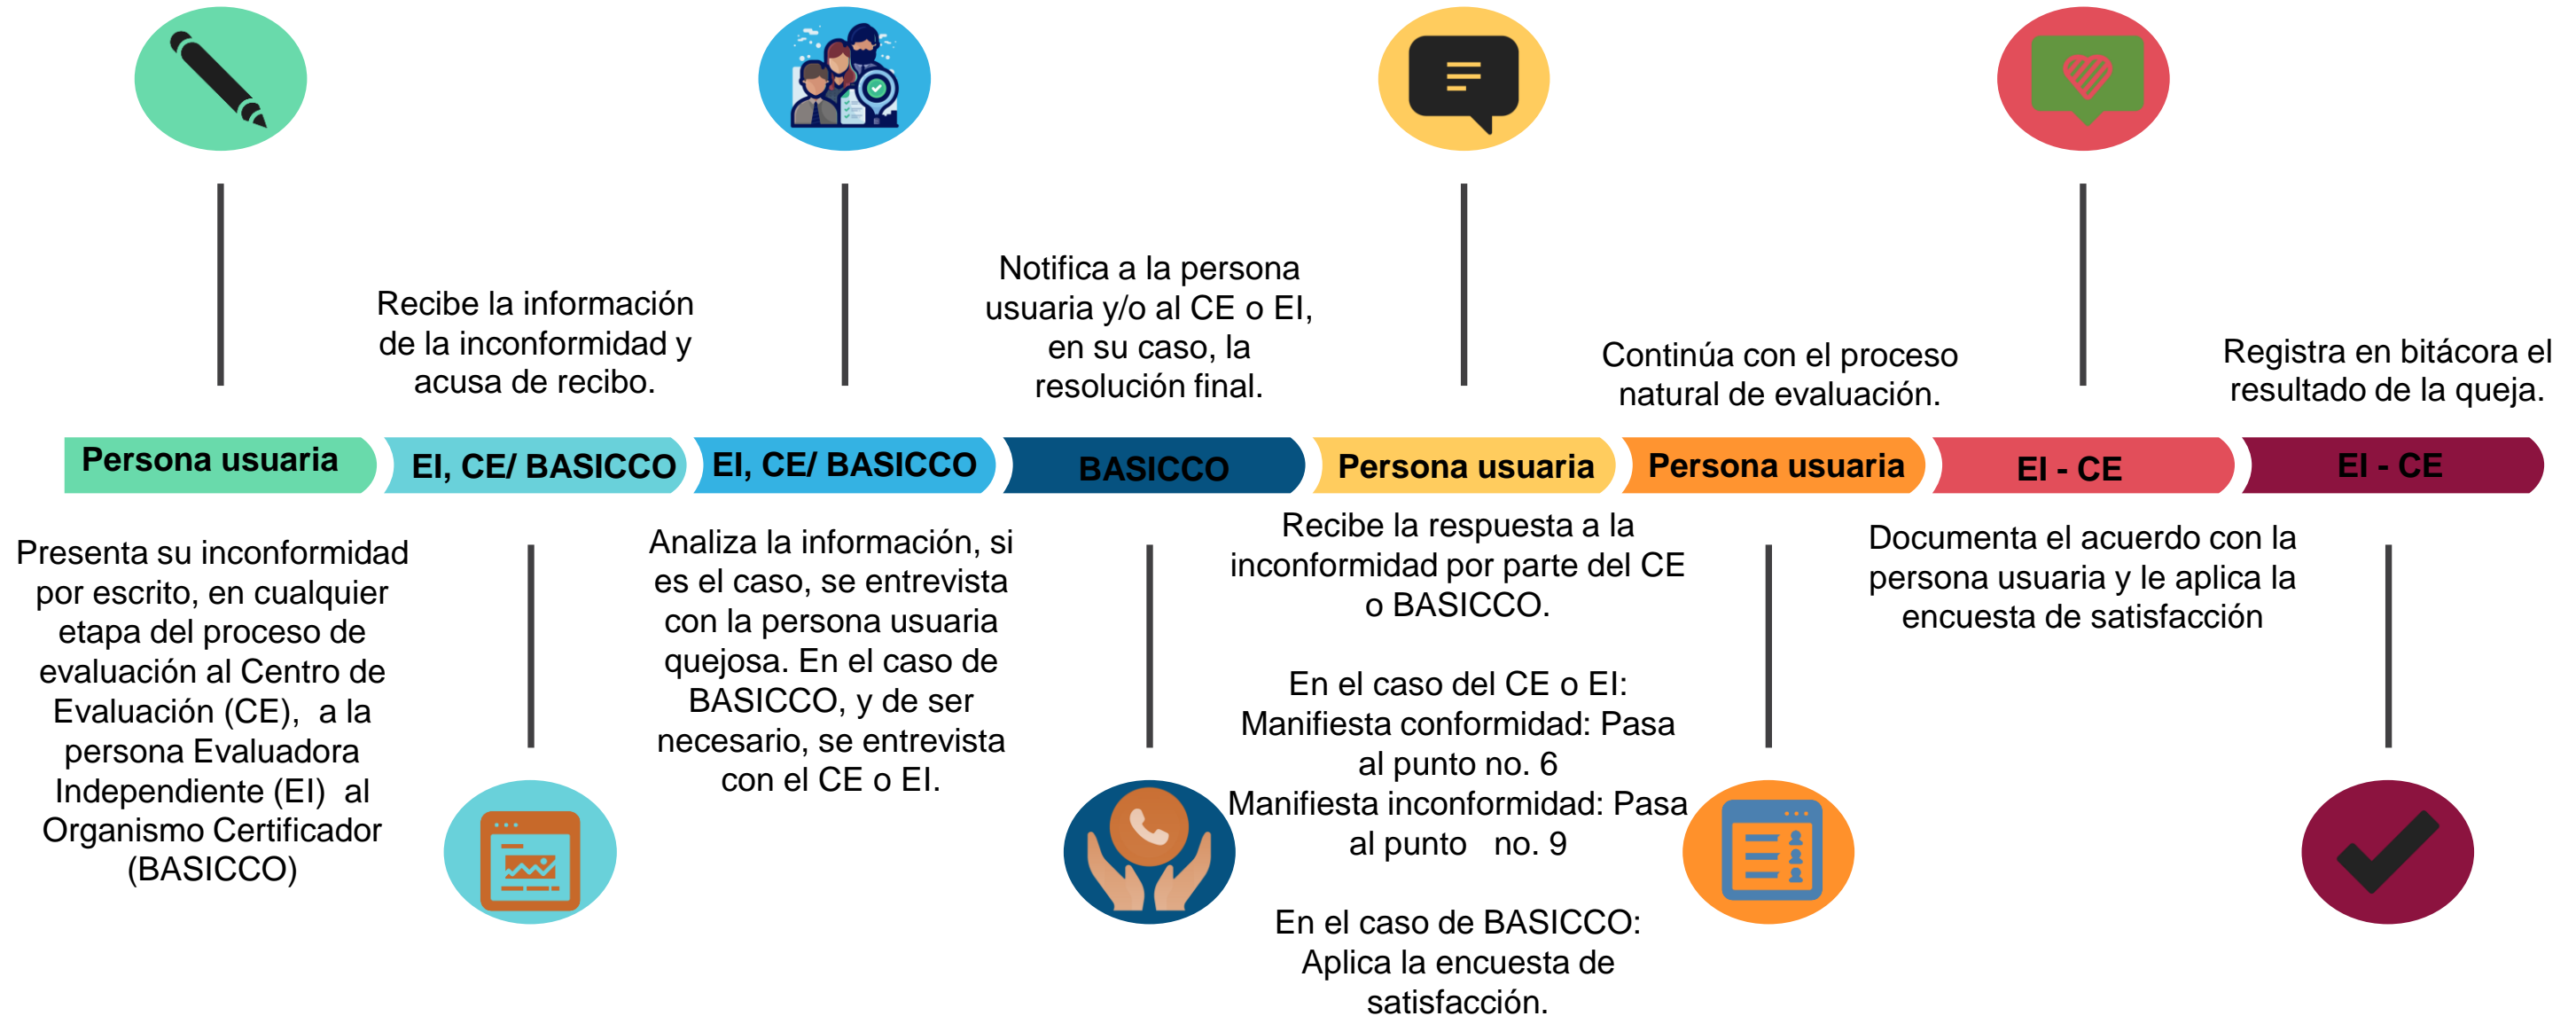 Persona usuaria
Presenta su inconformidad
por escrito, en cualquier
etapa del proceso de
evaluación al Centro de
Evaluación (CE),  a la
persona Evaluadora
Independiente (EI)  al
Organismo Certificador
(BASICCO)
Recibe la información
de la inconformidad y
acusa de recibo.
EI, CE/ BASICCO
EI, CE/ BASICCO
Analiza la información, si
es el caso, se entrevista
con la persona usuaria
quejosa. En el caso de
BASICCO, y de ser
necesario, se entrevista
con el CE o EI.
Notifica a la persona
usuaria y/o al CE o EI,
en su caso, la
resolución final.
BASICCO
Persona usuaria
Recibe la respuesta a la
inconformidad por parte del CE
o BASICCO.
En el caso del CE o EI:
Manifiesta conformidad: Pasa
al punto no. 6
Manifiesta inconformidad: Pasa
al punto   no. 9
En el caso de BASICCO:
Aplica la encuesta de
satisfacción.
Continúa con el proceso
natural de evaluación.
Persona usuaria
EI - CE
Documenta el acuerdo con la
persona usuaria y le aplica la
encuesta de satisfacción
Registra en bitácora el
resultado de la queja.
EI - CE